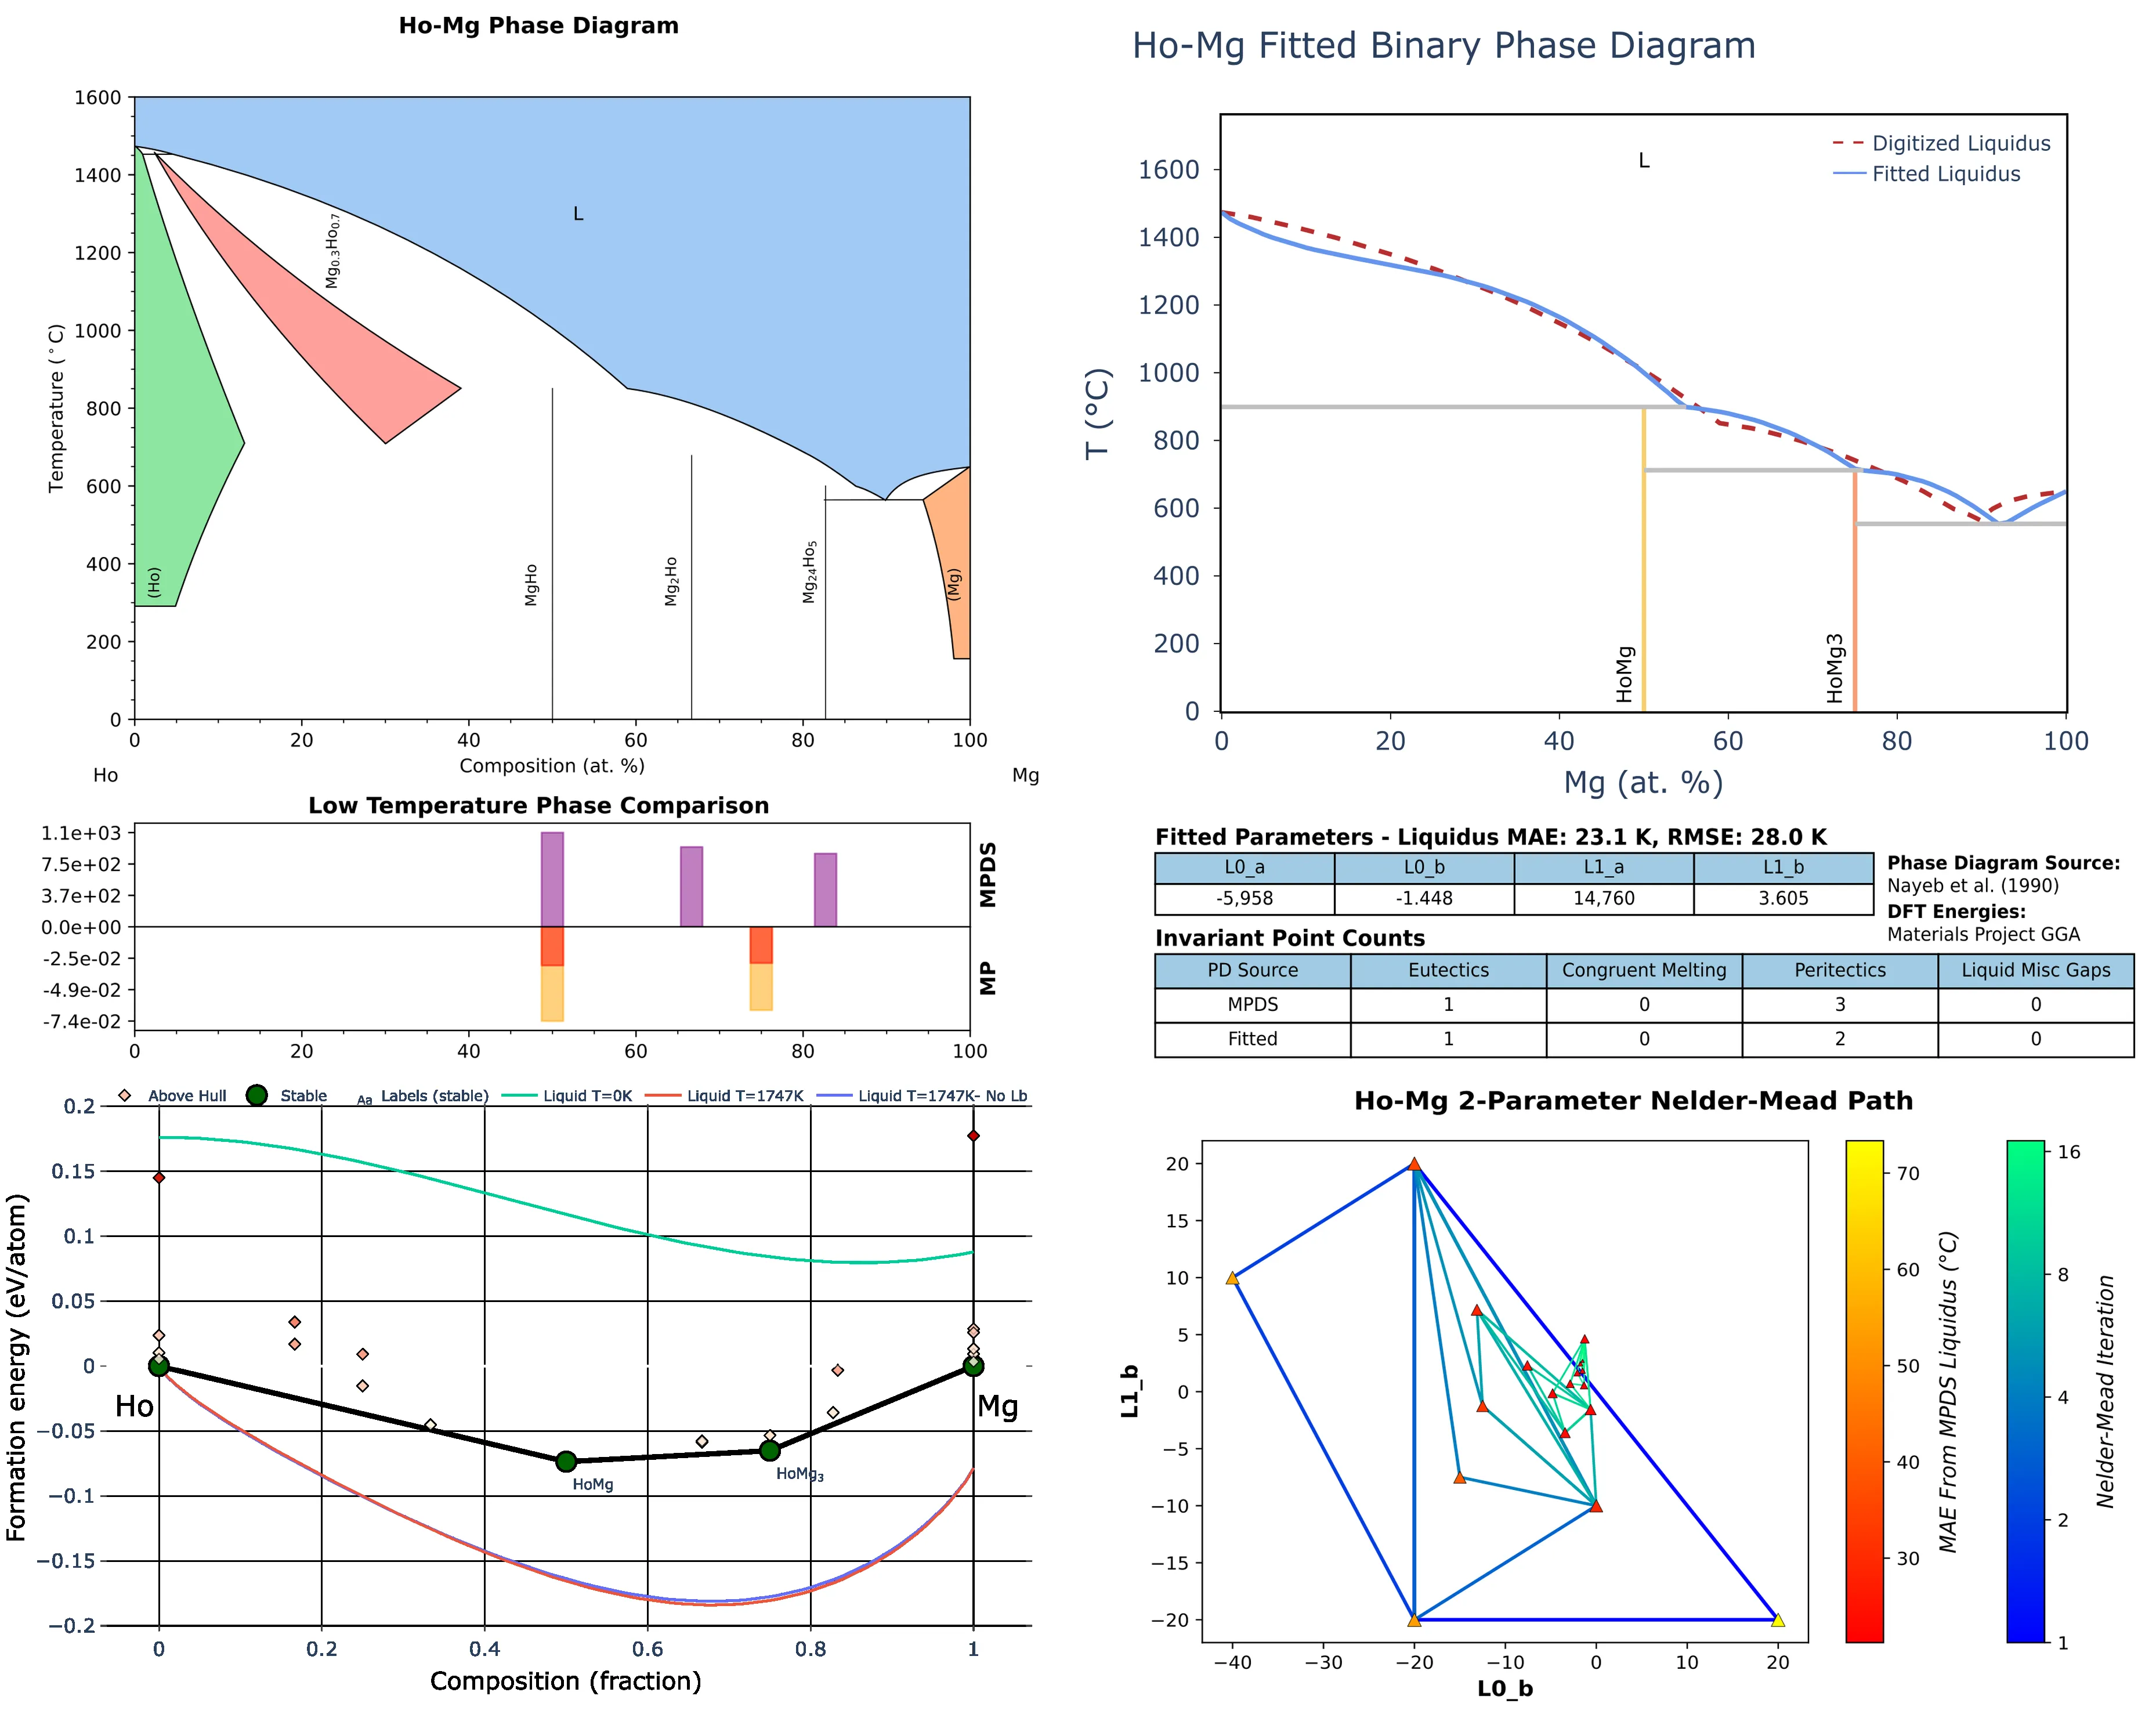 Ho-Mg Phase Diagram
1600
1400
1200
1000
800
600
400
200
0
Temperature (°C)
L
Mg0.3Ho0.7
(Ho)
MgHo
Mg2Ho
Mg24Ho5
(Mg)
0 20 40 60 80 100
Composition (at. %)
Ho Mg
Ho-Mg Fitted Binary Phase Diagram
L
Digitized Liquidus
Fitted Liquidus
1600
1400
1200
1000
800
600
400
200
0
T (°C)
HoMg
HoMg3
0 20 40 60 80 100
Mg (at. %)
Low Temperature Phase Comparison
1.1e+03
7.5e+02
3.7e+02
0.0e+00
-2.5e-02
-4.9e-02
-7.4e-02
MPDS
MP
0 20 40 60 80 100
Fitted Parameters - Liquidus MAE: 23.1 K, RMSE: 28.0 K
L0_a L0_b L1_a L1_b
-5,958 -1.448 14,760 3.605
Phase Diagram Source:
Nayeb et al. (1990)
DFT Energies:
Materials Project GGA
Invariant Point Counts
PD Source Eutectics Congruent Melting Peritectics Liquid Misc Gaps
MPDS 1 0 3 0
Fitted 1 0 2 0
Above Hull Stable Aa Labels (stable) Liquid T=0K Liquid T=1747K Liquid T=1747K- No Lb
0.2
0.15
0.1
0.05
0
−0.05
−0.1
−0.15
−0.2
Formation energy (eV/atom)
Ho
Mg
HoMg
HoMg3
0 0.2 0.4 0.6 0.8 1
Composition (fraction)
Ho-Mg 2-Parameter Nelder-Mead Path
20
15
10
5
0
−5
−10
−15
−20
L1_b
−40 −30 −20 −10 0 10 20
L0_b
70
60
50
40
30
MAE From MPDS Liquidus (°C)
16
8
4
2
1
Nelder-Mead Iteration